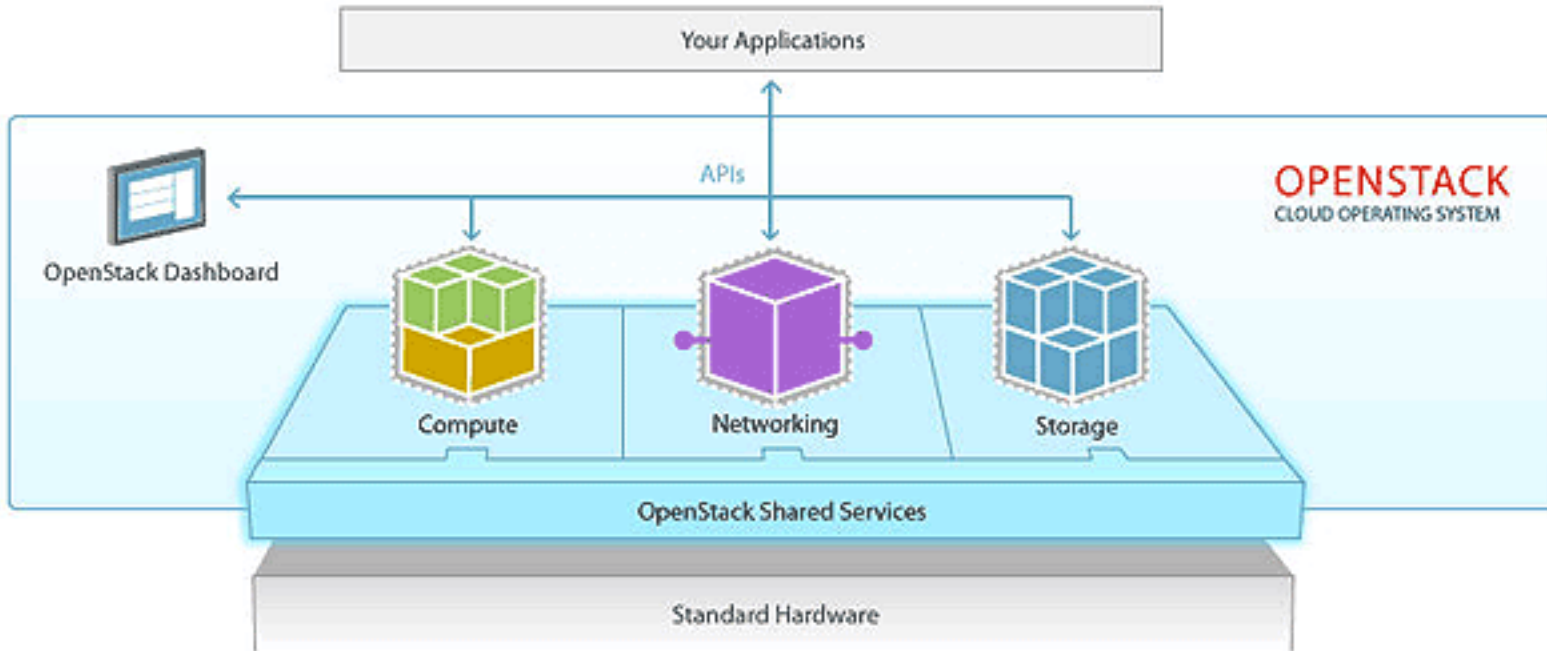 Your Applications
APIs
OPENSTACK
CLOUD OPERATING SYSTEM
OpenStack Dashboard
Compute
Networking
Storage
OpenStack Shared Services
Standard Hardware